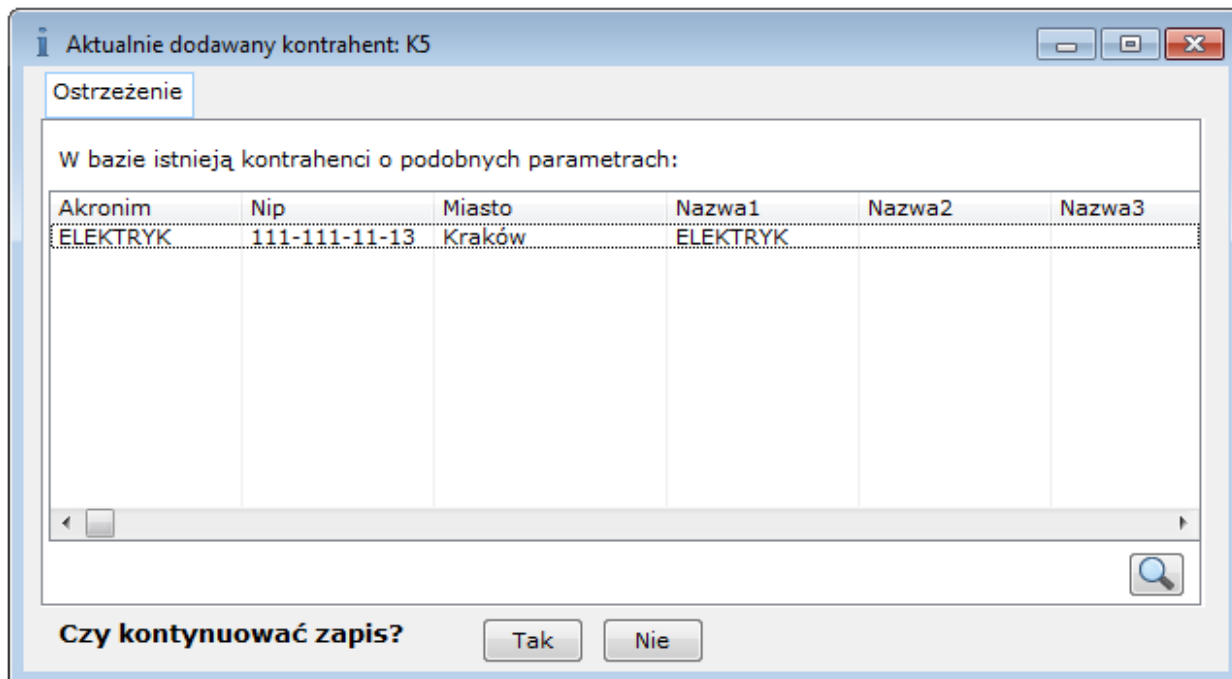 Aktualnie dodawany kontrahent: K5
Ostrzeżenie
W bazie istnieją kontrahenci o podobnych parametrach:
Akronim Nip Miasto Nazwa1 Nazwa2 Nazwa3
ELEKTRYK 111-111-11-13 Kraków ELEKTRYK
Czy kontynuować zapis? Tak Nie